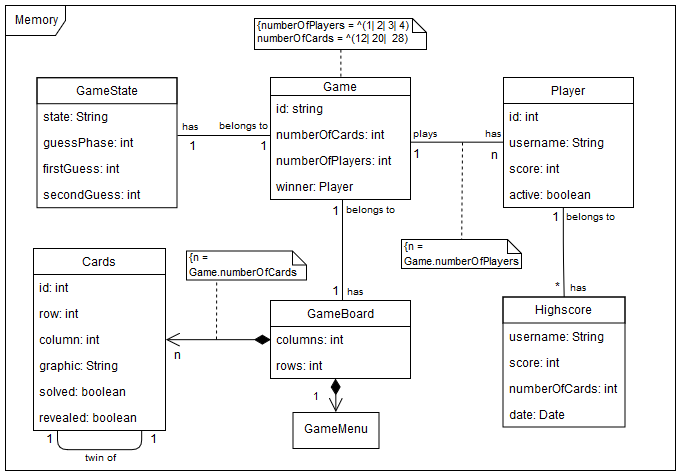 Memory
{numberOfPlayers = ^(1| 2| 3| 4)
numberOfCards = ^(12| 20|  28)
GameState
state: String
guessPhase: int
firstGuess: int
secondGuess: int
has
1
belongs to
1
Game
id: string
numberOfCards: int
numberOfPlayers: int
winner: Player
plays
1
has
n
Player
id: int
username: String
score: int
active: boolean
1
belongs to
1
belongs to
{n =
Game.numberOfPlayers
{n =
Game.numberOfCards
Cards
id: int
row: int
column: int
graphic: String
solved: boolean
revealed: boolean
1
1
twin of
n
1
has
GameBoard
columns: int
rows: int
1
GameMenu
*
has
Highscore
username: String
score: int
numberOfCards: int
date: Date